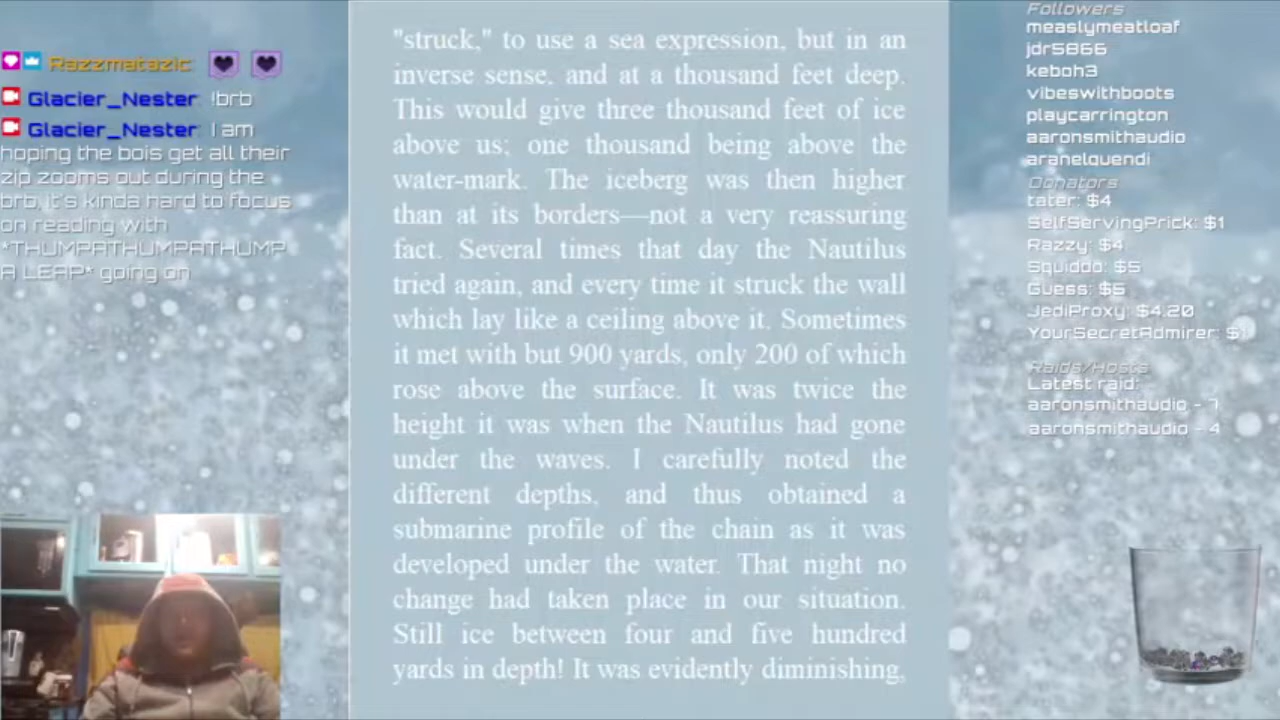 Razzmatazic:
Glacier_Nester: !brb
Glacier_Nester: I am
hoping the bois get all their
zip zooms out during the
brb, it's kinda hard to focus
on reading with
*THUMPATHUMPATHUMP
A LEAP* going on
"struck," to use a sea expression, but in an
inverse sense, and at a thousand feet deep.
This would give three thousand feet of ice
above us; one thousand being above the
water-mark. The iceberg was then higher
than at its borders—not a very reassuring
fact. Several times that day the Nautilus
tried again, and every time it struck the wall
which lay like a ceiling above it. Sometimes
it met with but 900 yards, only 200 of which
rose above the surface. It was twice the
height it was when the Nautilus had gone
under the waves. I carefully noted the
different depths, and thus obtained a
submarine profile of the chain as it was
developed under the water. That night no
change had taken place in our situation.
Still ice between four and five hundred
yards in depth! It was evidently diminishing,
Followers
measlymeatloaf
jdr5866
keboh3
vibeswithboots
playcarrington
aaronsmithaudio
aranelquendi
Donators
tater: $4
SelfServingPrick: $1
Razzy: $4
Squidoo: $5
Guess: $5
JediProxy: $4.20
YourSecretAdmirer: $
Raids/Hosts
Latest raid:
aaronsmithaudio - 7
aaronsmithaudio - 4